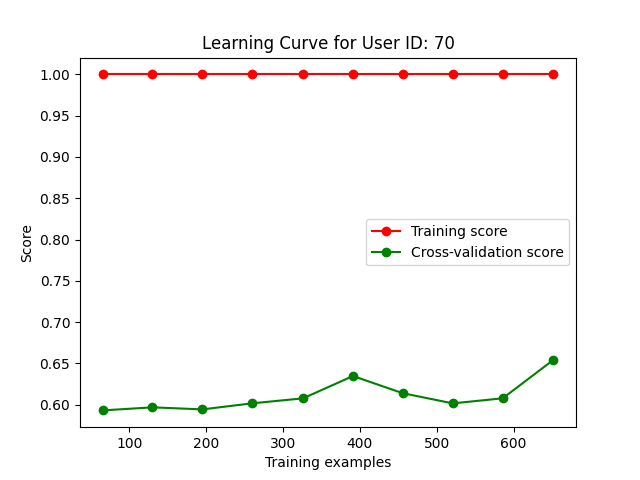 Learning Curve for User ID: 70
1.00
0.95
0.90
0.85
0.80
0.75
0.70
0.65
0.60
Score
Training score
Cross-validation score
100 200 300 400 500 600
Training examples